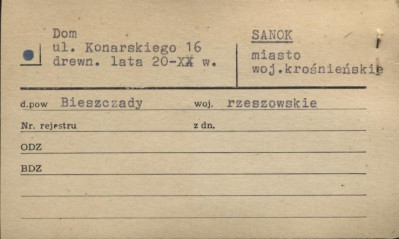 Dom
ul. Konarskiego 16
drewn. lata 20-XX w.
SANOK
miasto
woj.krośnieńskie
d.pow Bieszczady woj. rzeszowskie
Nr. rejestru z dn.
ODZ
BDZ